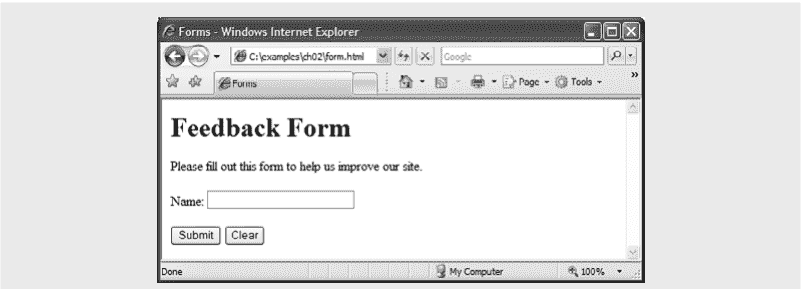 Forms - Windows Internet Explorer
C:\examples\ch02\form.html
Google
Forms
Page
Tools
»
Feedback Form
Please fill out this form to help us improve our site.
Name:
Submit Clear
Done My Computer 100%